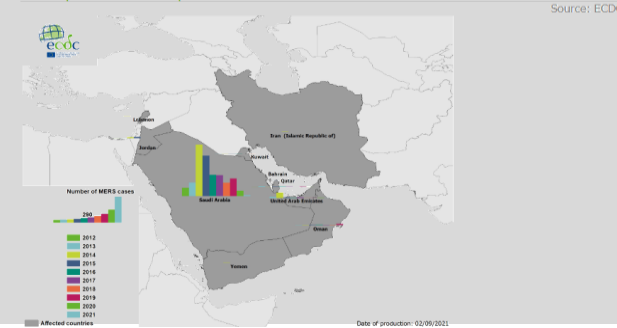 Source: ECD
ecdc
Lebanon
Iran (Islamic Republic of)
Jordan
Kuwait
Bahrain
Qatar
Number of MERS cases
Saudi Arabia
United Arab Emirates
290
Oman
2012
2013
2014
2015
2016
2017
2018
2019
2020
2021
Yemen
Affected countries
Date of production: 02/09/2021